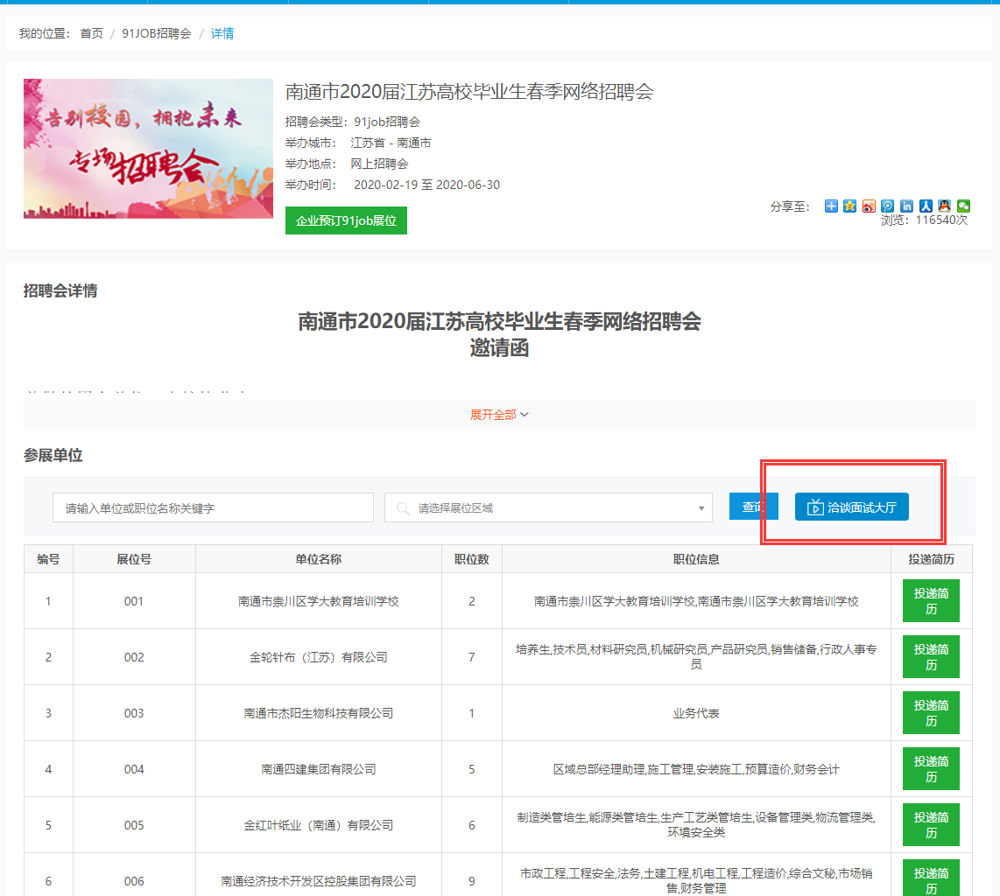 我的位置： 首页 / 91JOB招聘会 / 详情
告别校园，拥抱未来
专场招聘会
南通市2020届江苏高校毕业生春季网络招聘会
招聘会类型：91job招聘会
举办城市： 江苏省 - 南通市
举办地点： 网上招聘会
举办时间： 2020-02-19 至 2020-06-30
企业预订91job展位
分享至：
浏览：116540次
招聘会详情
南通市2020届江苏高校毕业生春季网络招聘会
邀请函
展开全部
参展单位
请输入单位或职位名称关键字 请选择展位区域 查询 洽谈面试大厅
编号 展位号 单位名称 职位数 职位信息 投递简历
1 001 南通市崇川区学大教育培训学校 2 南通市崇川区学大教育培训学校,南通市崇川区学大教育培训学校 投递简
历
2 002 金轮针布（江苏）有限公司 7 培养生,技术员,材料研究员,机械研究员,产品研究员,销售储备,行政人事专 投递简
员 历
3 003 南通市杰阳生物科技有限公司 1 业务代表 投递简
历
4 004 南通四建集团有限公司 5 区域总部经理助理,施工管理,安装施工,预算造价,财务会计 投递简
历
5 005 金红叶纸业（南通）有限公司 6 制造类管培生,能源类管培生,生产工艺类管培生,设备管理类,物流管理类, 投递简
环境安全类 历
6 006 南通经济技术开发区控股集团有限公司 9 市政工程,工程安全,法务,土建工程,机电工程,工程造价,综合文秘,市场销 投递简
售,财务管理 历